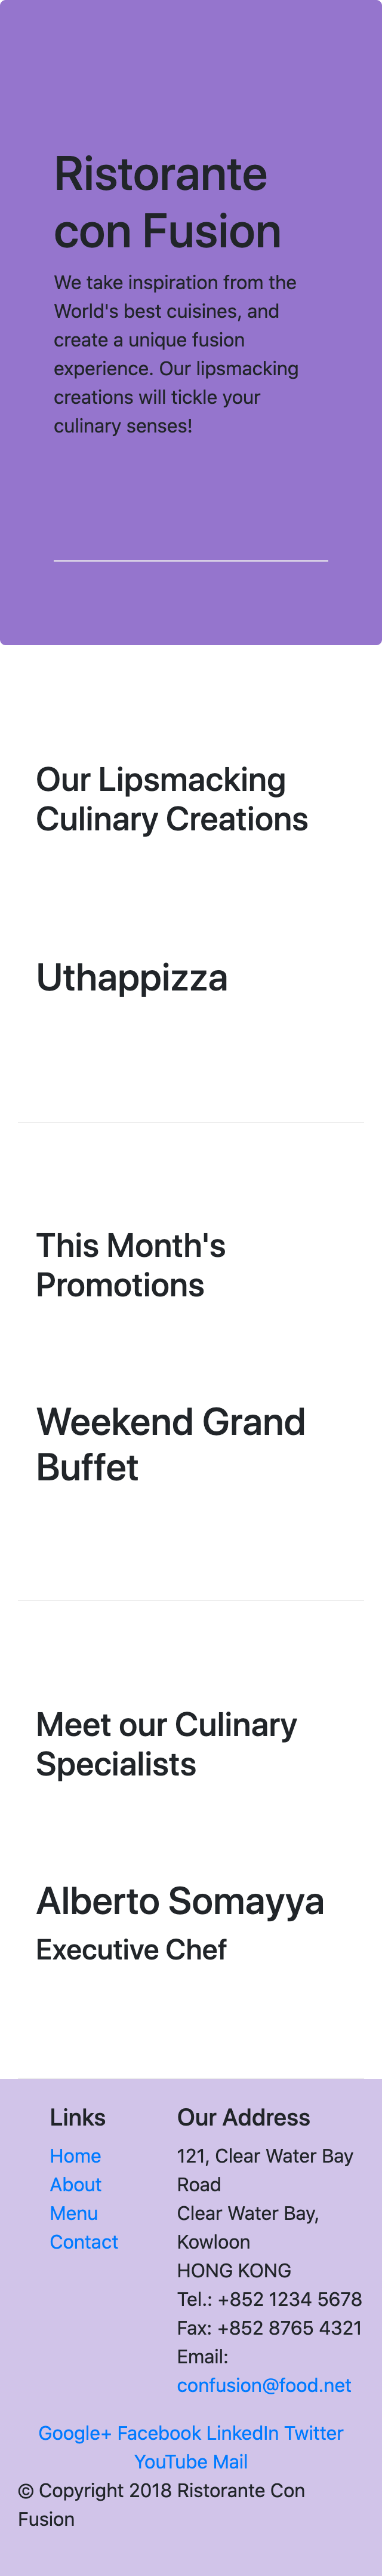 Ristorante
con Fusion
We take inspiration from the
World's best cuisines, and
create a unique fusion
experience. Our lipsmacking
creations will tickle your
culinary senses!
Our Lipsmacking
Culinary Creations
Uthappizza
This Month's
Promotions
Weekend Grand
Buffet
Meet our Culinary
Specialists
Alberto Somayya
Executive Chef
Links
Home
About
Menu
Contact
Our Address
121, Clear Water Bay
Road
Clear Water Bay,
Kowloon
HONG KONG
Tel.: +852 1234 5678
Fax: +852 8765 4321
Email:
confusion@food.net
Google+ Facebook LinkedIn Twitter
YouTube Mail
© Copyright 2018 Ristorante Con
Fusion